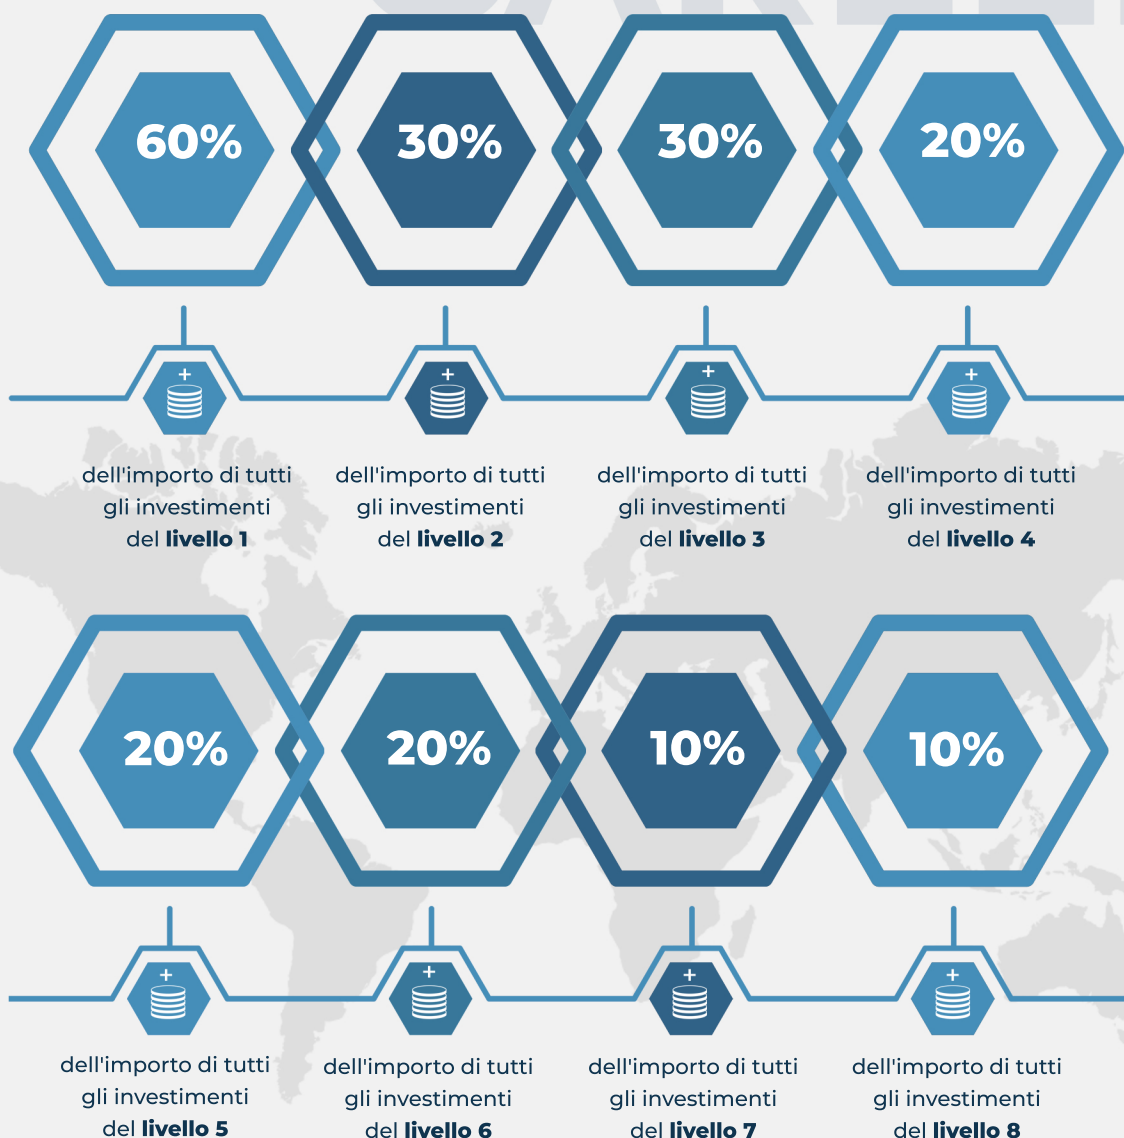 60%
30%
30%
20%
dell'importo di tutti
gli investimenti
del livello 1
dell'importo di tutti
gli investimenti
del livello 2
dell'importo di tutti
gli investimenti
del livello 3
dell'importo di tutti
gli investimenti
del livello 4
20%
20%
10%
10%
dell'importo di tutti
gli investimenti
del livello 5
dell'importo di tutti
gli investimenti
del livello 6
dell'importo di tutti
gli investimenti
del livello 7
dell'importo di tutti
gli investimenti
del livello 8